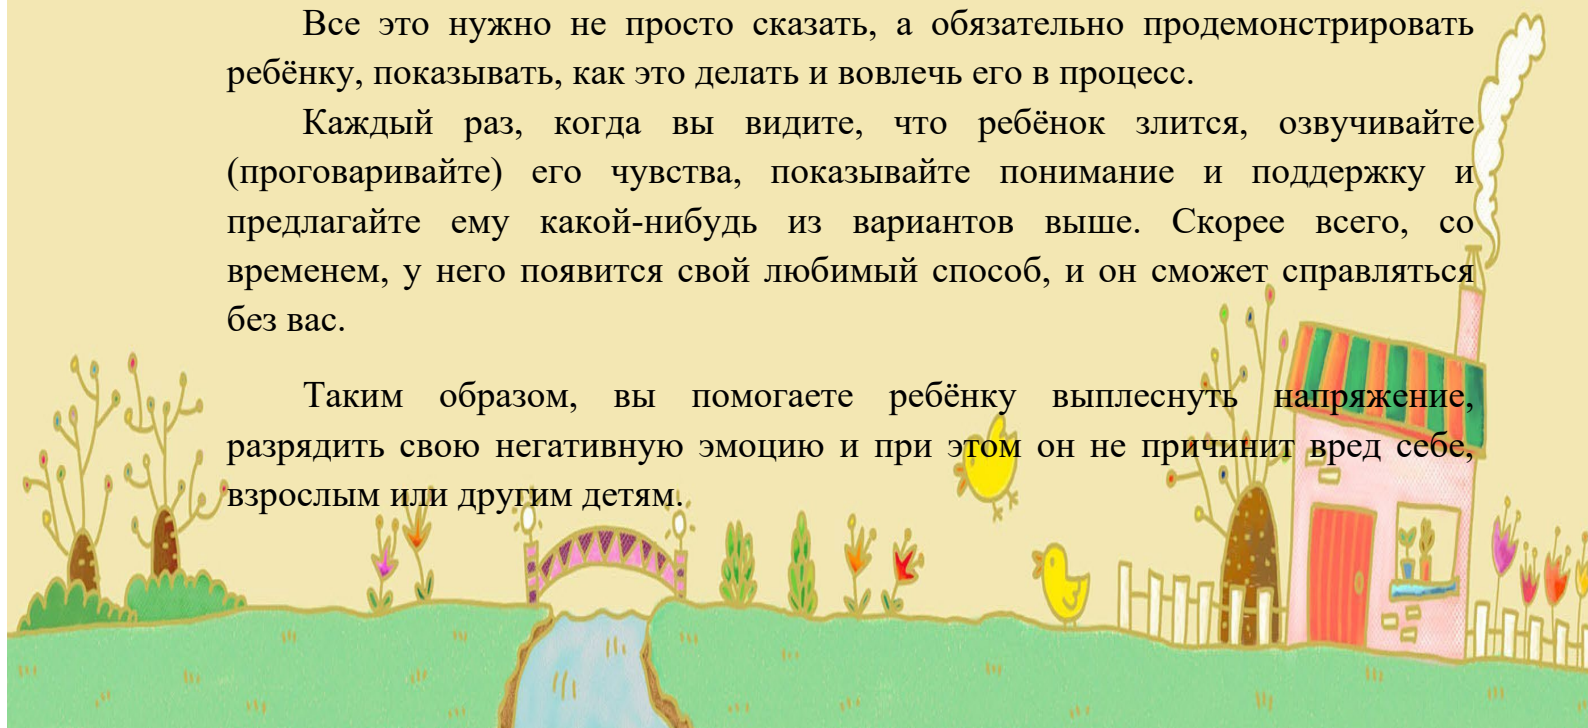 Все это нужно не просто сказать, а обязательно продемонстрировать
ребёнку, показывать, как это делать и вовлечь его в процесс.
Каждый раз, когда вы видите, что ребёнок злится, озвучивайте
(проговаривайте) его чувства, показывайте понимание и поддержку и
предлагайте ему какой-нибудь из вариантов выше. Скорее всего, со
временем, у него появится свой любимый способ, и он сможет справляться
без вас.
Таким образом, вы помогаете ребёнку выплеснуть напряжение,
разрядить свою негативную эмоцию и при этом он не причинит вред себе,
взрослым или другим детям.